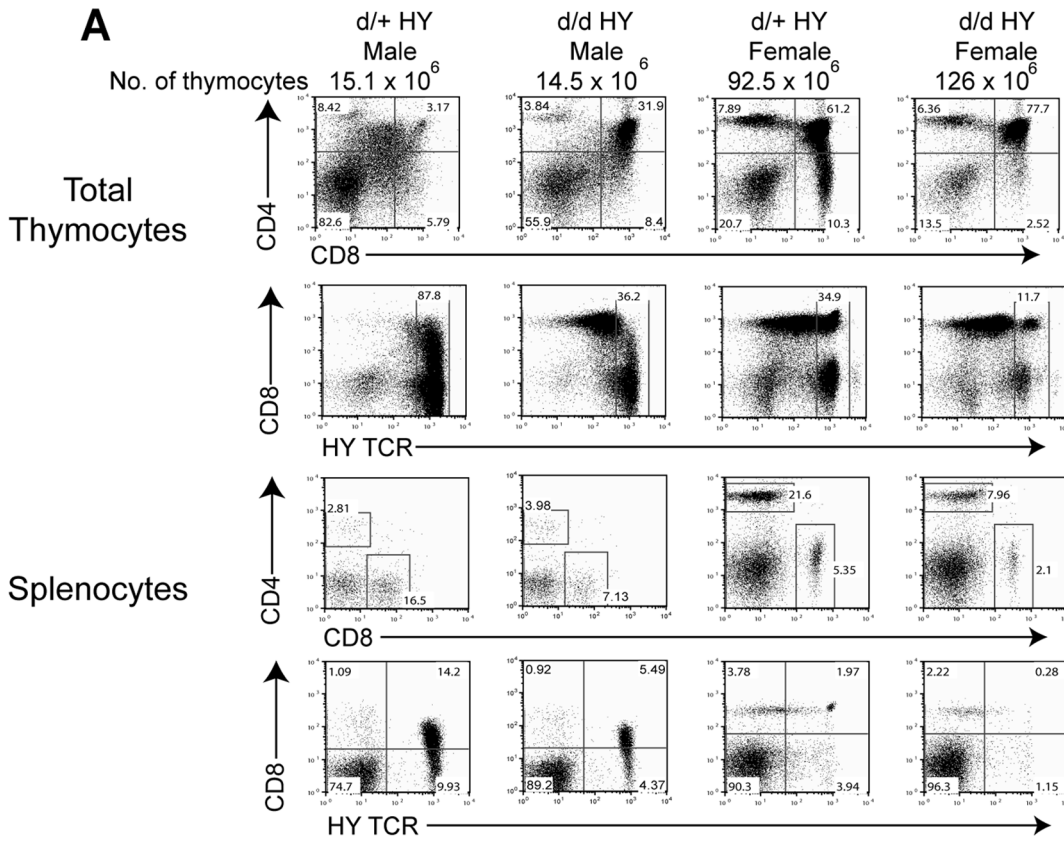 A
d/+ HY d/d HY d/+ HY d/d HY
Male Male Female Female
No. of thymocytes 15.1 x 10^6 14.5 x 10^6 92.5 x 10^6 126 x 10^6
Total
Thymocytes
CD4
8.42 3.17 3.84 31.9 7.89 61.2 6.36 77.7
82.6 5.79 55.9 8.4 20.7 10.3 13.5 2.52
CD8
CD8
87.8 36.2 34.9 11.7
HY TCR
Splenocytes
CD4
2.81 3.98 21.6 7.96
16.5 7.13 5.35 2.1
CD8
CD8
1.09 14.2 0.92 5.49 3.78 1.97 2.22 0.28
74.7 9.93 89.2 4.37 90.3 3.94 96.3 1.15
HY TCR